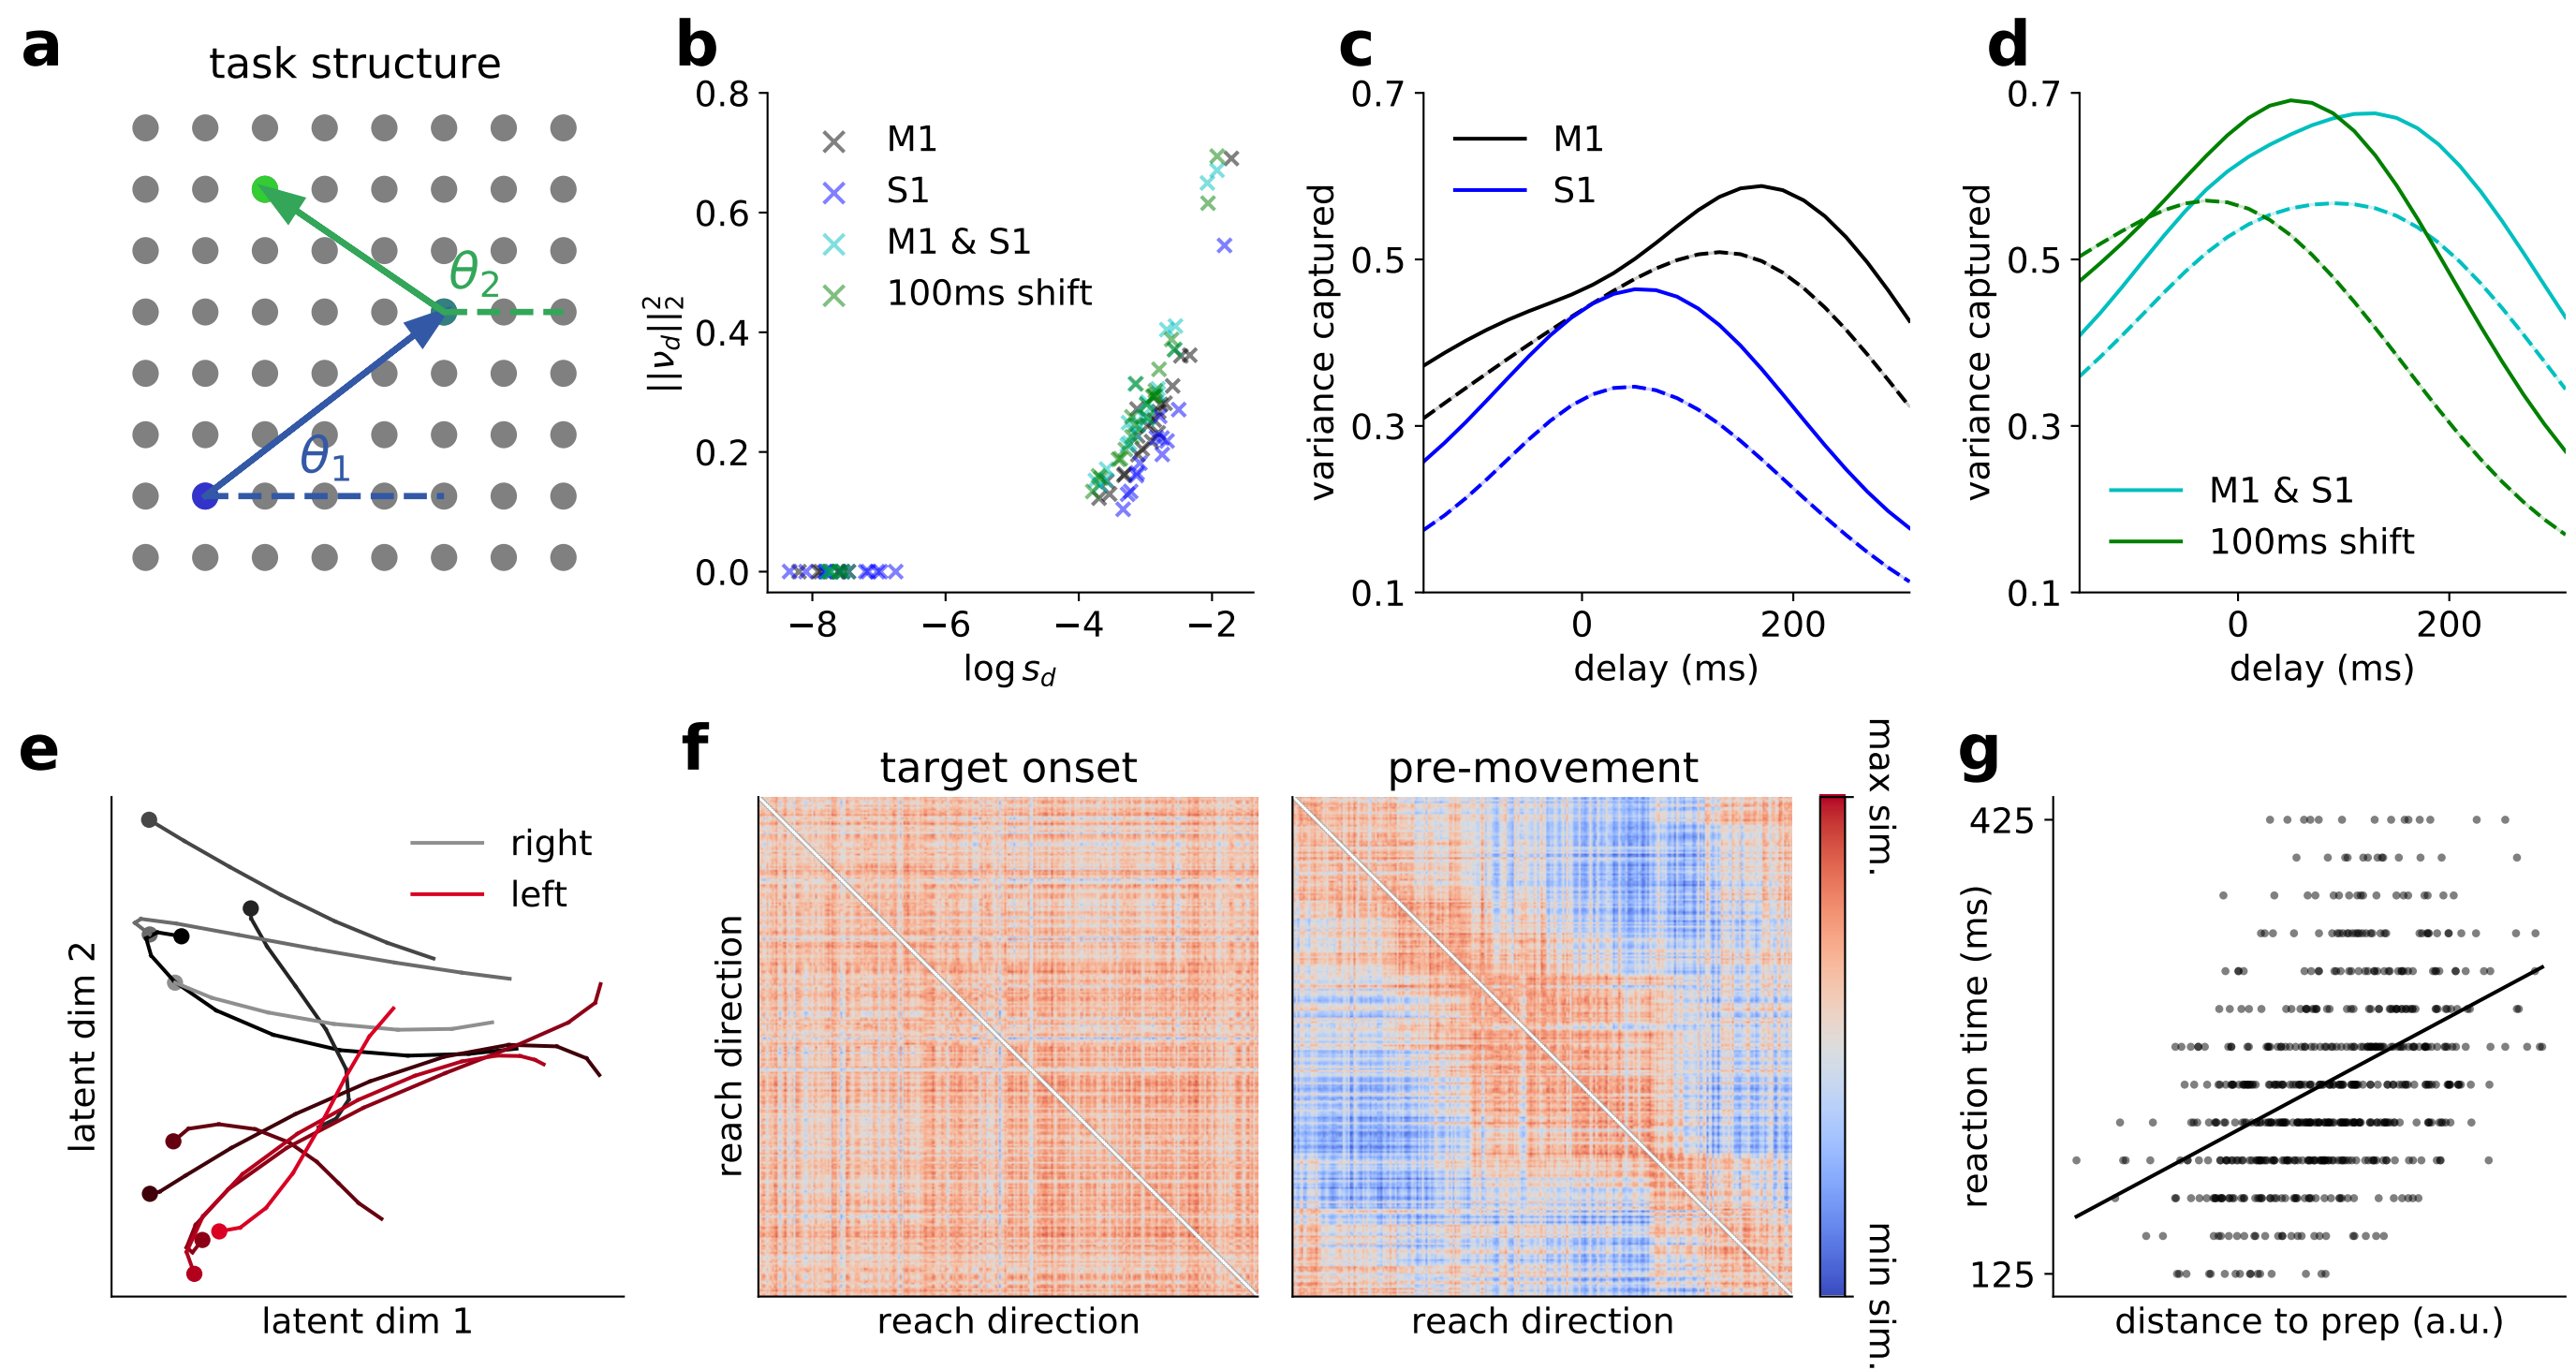 a
task structure
θ2
θ1
b
0.8
0.6
0.4
0.2
0.0
M1
S1
M1 & S1
100ms shift
||νd||²₂
−8 −6 −4 −2
log sd
c
0.7
0.5
0.3
0.1
M1
S1
variance captured
0 200
delay (ms)
d
0.7
0.5
0.3
0.1
M1 & S1
100ms shift
variance captured
0 200
delay (ms)
e
right
left
latent dim 2
latent dim 1
f
target onset
pre-movement
reach direction
reach direction
reach direction
max sim.
min sim.
g
425
125
reaction time (ms)
distance to prep (a.u.)